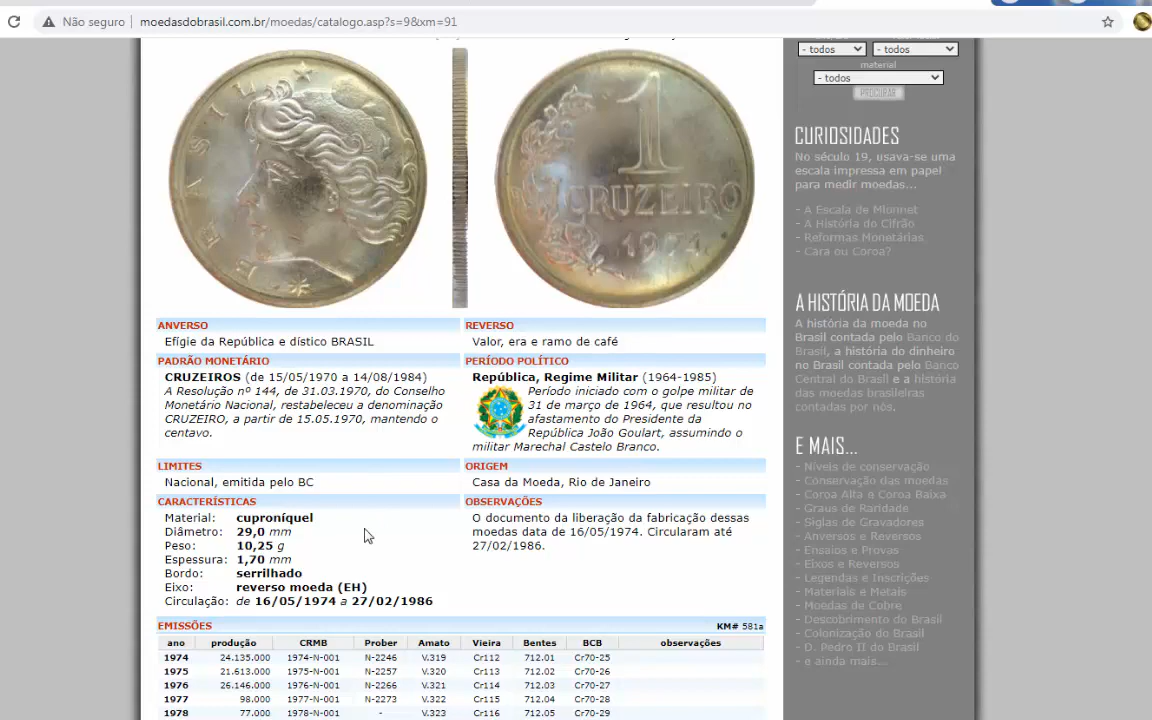 Não seguro
moedasdobrasil.com.br/moedas/catalogo.asp?s=9&xm=91
BRASIL
1
CRUZEIRO
1974
- todos
- todos
material
- todos
PROCURAR
CURIOSIDADES
No século 19, usava-se uma
escala impressa em papel
para medir moedas...
- A Escala de Mionnet
- A História do Cifrão
- Reformas Monetárias
- Cara ou Coroa?
A HISTÓRIA DA MOEDA
A história da moeda no
Brasil contada pelo Banco do
Brasil, a história do dinheiro
no Brasil contada pelo Banco
Central do Brasil e a história
das moedas brasileiras
contadas por nós.
E MAIS...
- Níveis de conservação
- Conservação das moedas
- Coroa Alta e Coroa Baixa
- Graus de Raridade
- Siglas de Gravadores
- Anversos e Reversos
- Ensaios e Provas
- Eixos e Reversos
- Legendas e Inscrições
- Materiais e Metais
- Moedas de Cobre
- Descobrimento do Brasil
- Colonização do Brasil
- D. Pedro II do Brasil
- e ainda mais...
ANVERSO
Efígie da República e dístico BRASIL
REVERSO
Valor, era e ramo de café
PADRÃO MONETÁRIO
CRUZEIROS (de 15/05/1970 a 14/08/1984)
A Resolução nº 144, de 31.03.1970, do Conselho
Monetário Nacional, restabeleceu a denominação
CRUZEIRO, a partir de 15.05.1970, mantendo o
centavo.
PERÍODO POLÍTICO
República, Regime Militar (1964-1985)
Período iniciado com o golpe militar de
31 de março de 1964, que resultou no
afastamento do Presidente da
República João Goulart, assumindo o
militar Marechal Castelo Branco.
LIMITES
Nacional, emitida pelo BC
ORIGEM
Casa da Moeda, Rio de Janeiro
CARACTERÍSTICAS
Material: cuproníquel
Diâmetro: 29,0 mm
Peso: 10,25 g
Espessura: 1,70 mm
Bordo: serrilhado
Eixo: reverso moeda (EH)
Circulação: de 16/05/1974 a 27/02/1986
OBSERVAÇÕES
O documento da liberação da fabricação dessas
moedas data de 16/05/1974. Circularam até
27/02/1986.
EMISSÕES KM# 581a
ano produção CRMB Prober Amato Vieira Bentes BCB observações
1974 24.135.000 1974-N-001 N-2246 V.319 Cr112 712.01 Cr70-25
1975 21.613.000 1975-N-001 N-2257 V.320 Cr113 712.02 Cr70-26
1976 26.146.000 1976-N-001 N-2266 V.321 Cr114 712.03 Cr70-27
1977 98.000 1977-N-001 N-2273 V.322 Cr115 712.04 Cr70-28
1978 77.000 1978-N-001 - V.323 Cr116 712.05 Cr70-29